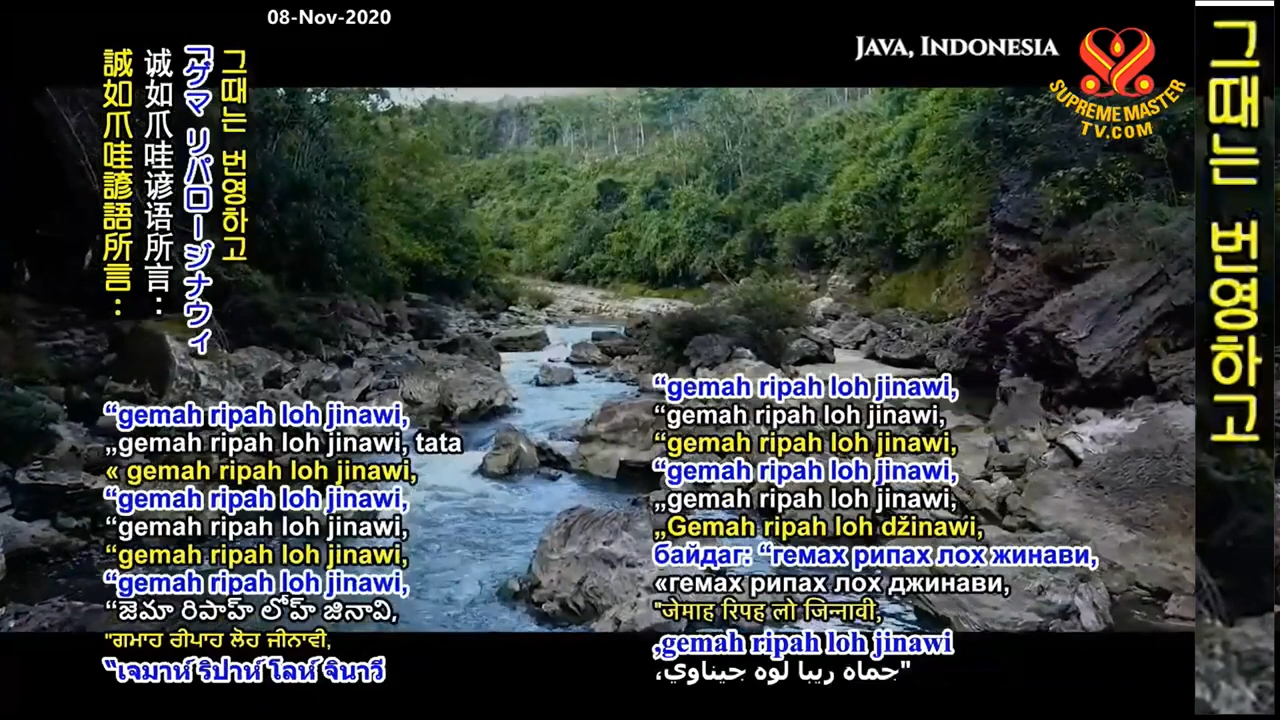 08-Nov-2020
JAVA, INDONESIA
SUPREME MASTER
TV.COM
그때는 번영하고
「ゲマ リパロージナウィ
诚如爪哇谚语所言：
誠如爪哇諺語所言：
“gemah ripah loh jinawi,
„gemah ripah loh jinawi, tata
« gemah ripah loh jinawi,
“gemah ripah loh jinawi,
“gemah ripah loh jinawi,
“gemah ripah loh jinawi,
“gemah ripah loh jinawi,
“జెమా రిపాహ్ లోహ్ జినావి,
"ਗਮਾਹ ਰੀਪਾਹ ਲੋਹ ਜੀਨਾਵੀ,
“เจมาห์ ริปาห์ โลห์ จินาวี
“gemah ripah loh jinawi,
“gemah ripah loh jinawi,
“gemah ripah loh jinawi,
“gemah ripah loh jinawi,
„gemah ripah loh jinawi,
„Gemah ripah loh džinawi,
байдаг: “гемах рипах лох жинави,
«гемах рипах лох джинави,
"जेमाह रिपह लो जिन्नावी,
,gemah ripah loh jinawi
"جماه ريبا لوه جيناوي،
그때는 번영하고